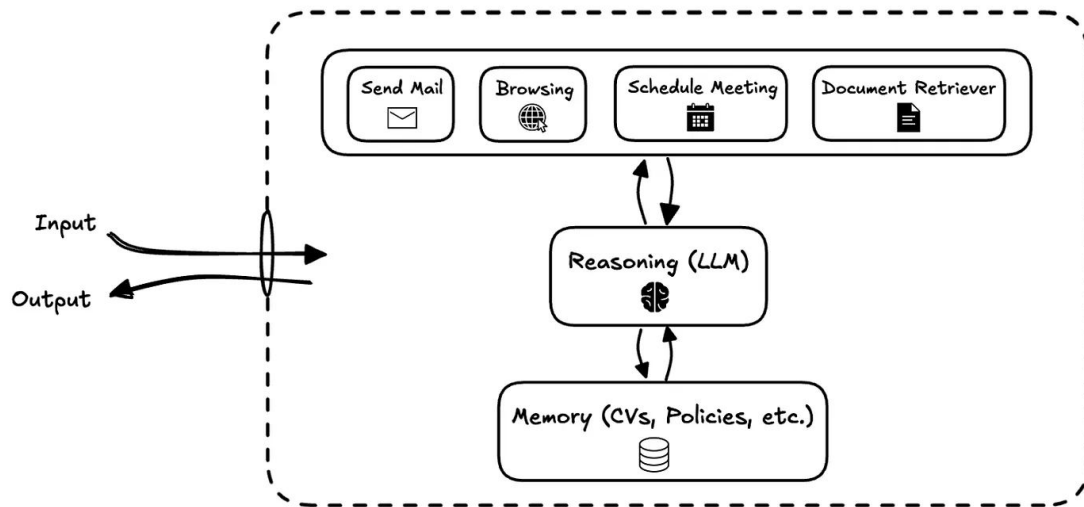 Send Mail
Browsing
Schedule Meeting
Document Retriever
Input
Output
Reasoning (LLM)
Memory (CVs, Policies, etc.)